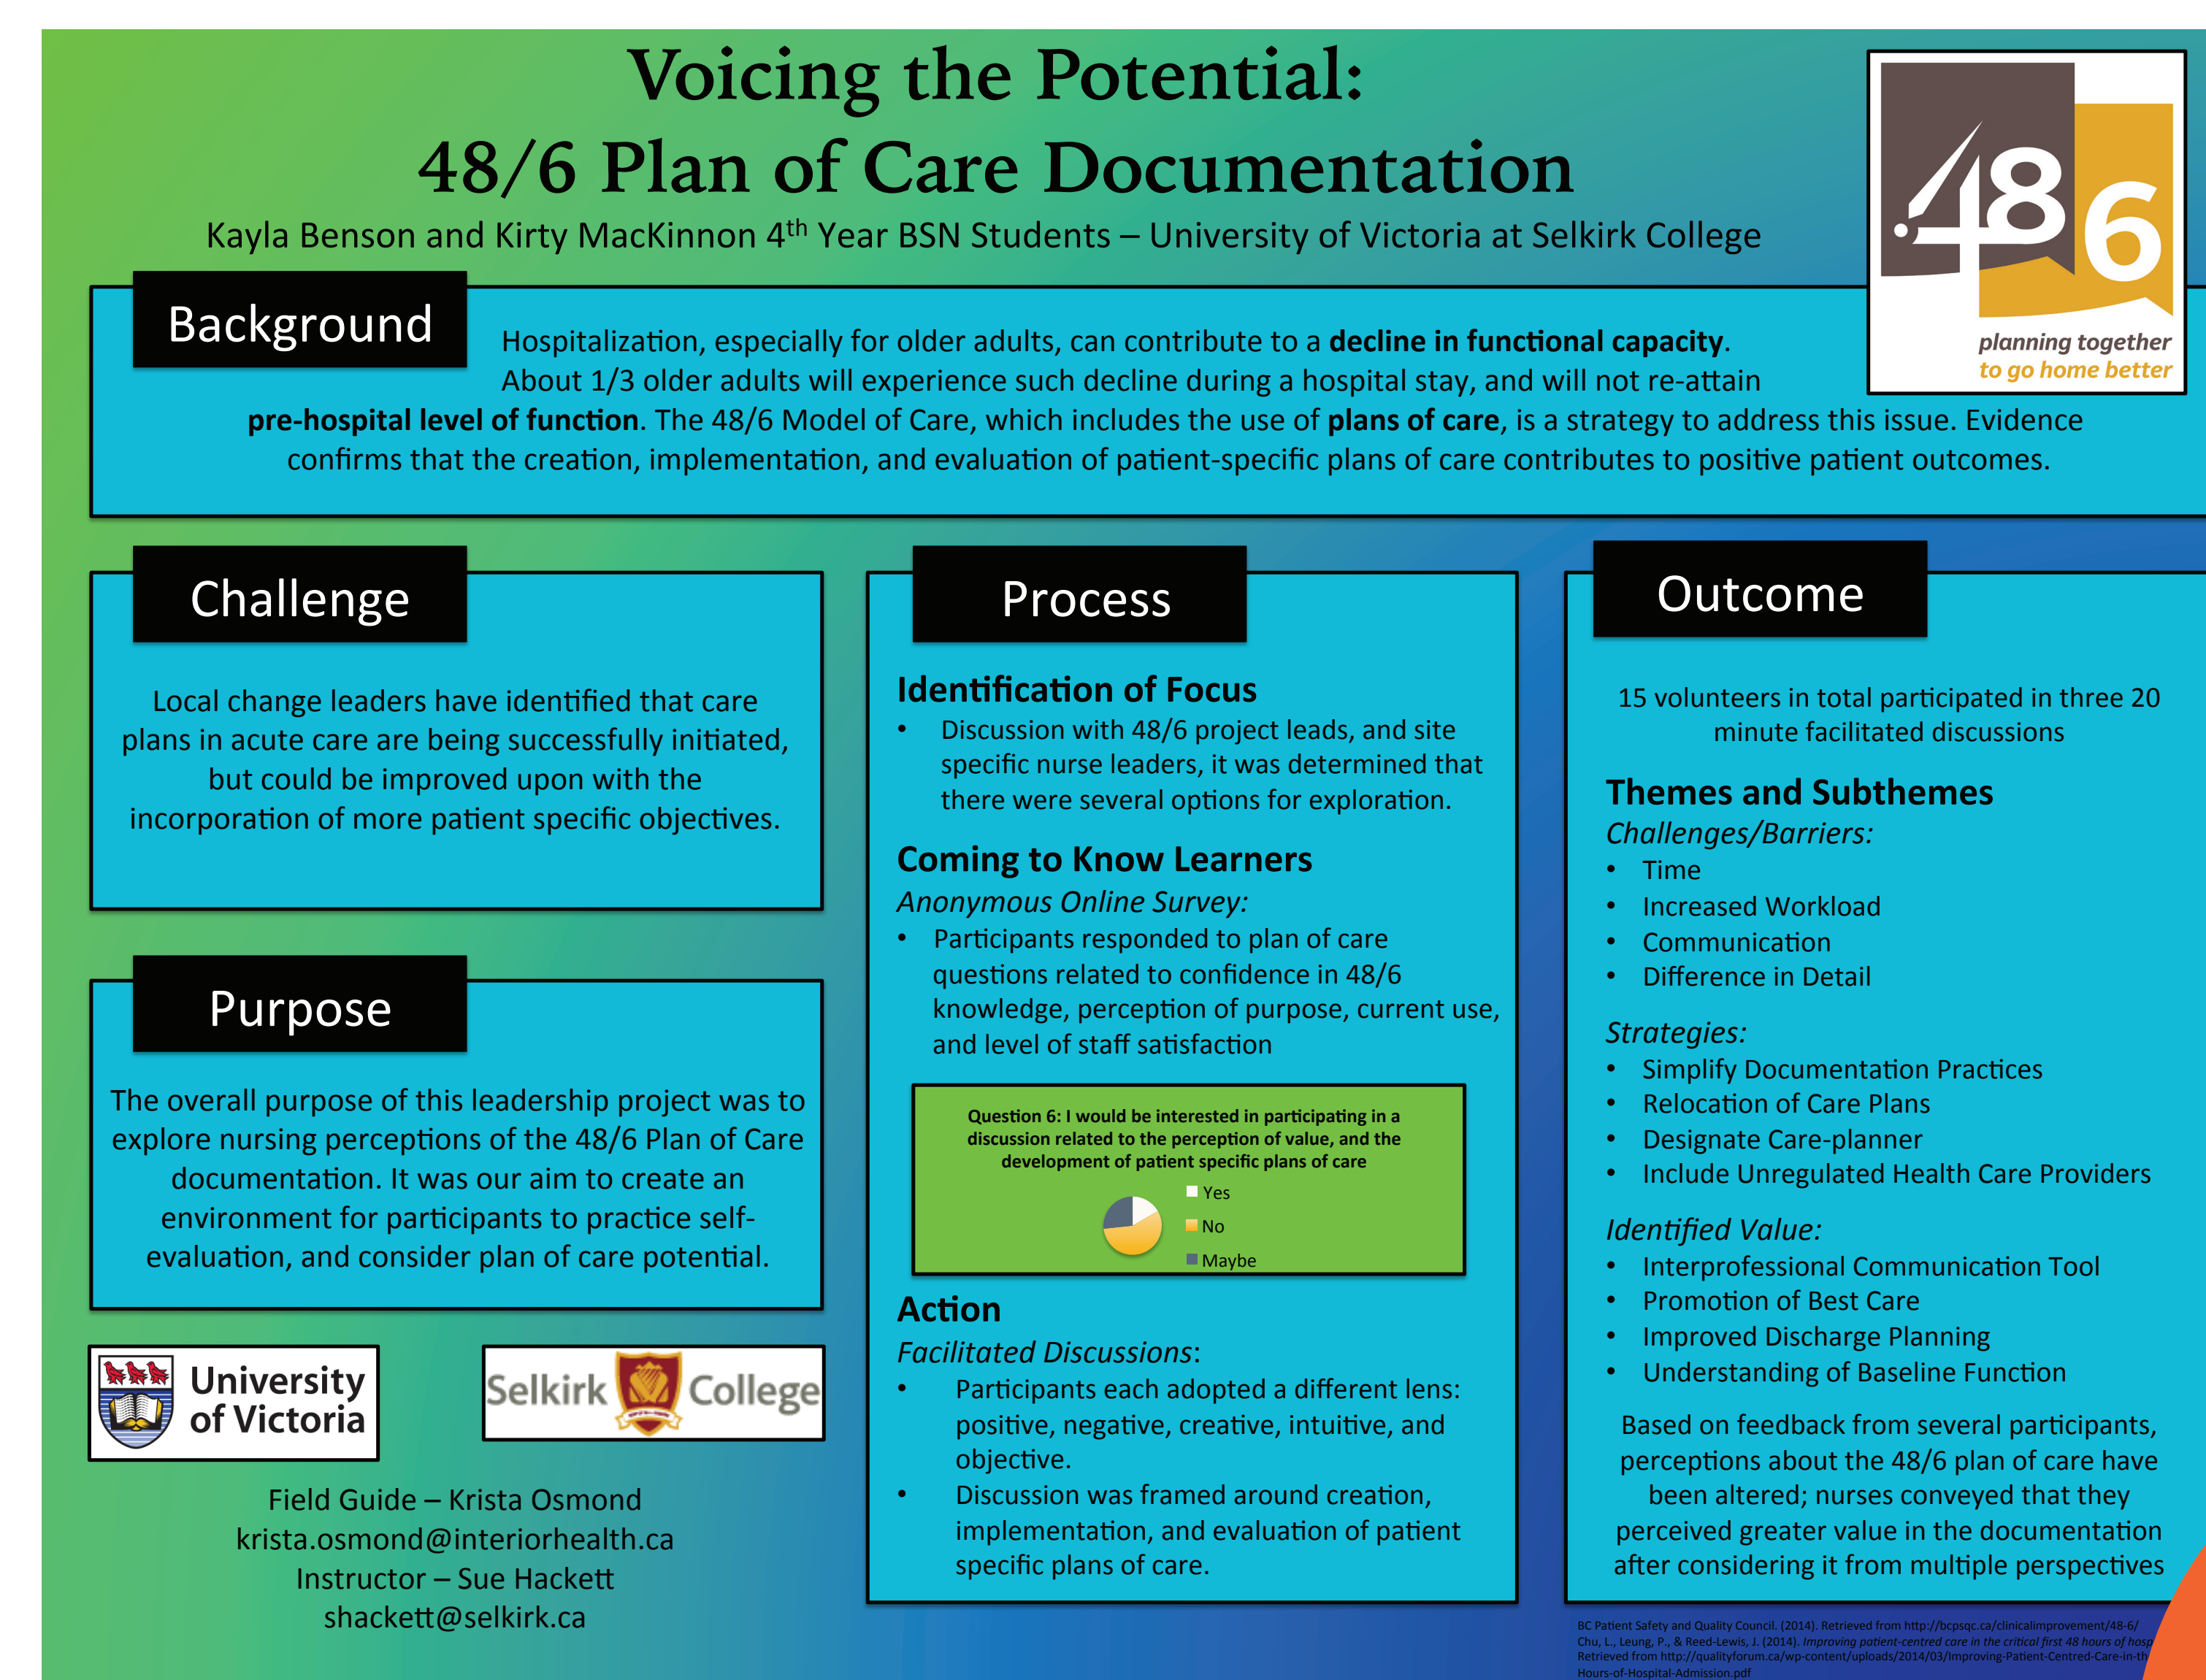 Voicing the Potential:
48/6 Plan of Care Documentation
Kayla Benson and Kirty MacKinnon 4th Year BSN Students – University of Victoria at Selkirk College
48 6
planning together
to go home better
Background
Hospitalization, especially for older adults, can contribute to a decline in functional capacity.
About 1/3 older adults will experience such decline during a hospital stay, and will not re-attain
pre-hospital level of function. The 48/6 Model of Care, which includes the use of plans of care, is a strategy to address this issue. Evidence
confirms that the creation, implementation, and evaluation of patient-specific plans of care contributes to positive patient outcomes.
Challenge
Local change leaders have identified that care
plans in acute care are being successfully initiated,
but could be improved upon with the
incorporation of more patient specific objectives.
Purpose
The overall purpose of this leadership project was to
explore nursing perceptions of the 48/6 Plan of Care
documentation. It was our aim to create an
environment for participants to practice self-
evaluation, and consider plan of care potential.
University
of Victoria
Selkirk College
Field Guide – Krista Osmond
krista.osmond@interiorhealth.ca
Instructor – Sue Hackett
shackett@selkirk.ca
Process
Identification of Focus
• Discussion with 48/6 project leads, and site
specific nurse leaders, it was determined that
there were several options for exploration.
Coming to Know Learners
Anonymous Online Survey:
• Participants responded to plan of care
questions related to confidence in 48/6
knowledge, perception of purpose, current use,
and level of staff satisfaction
Question 6: I would be interested in participating in a
discussion related to the perception of value, and the
development of patient specific plans of care
Yes
No
Maybe
Action
Facilitated Discussions:
• Participants each adopted a different lens:
positive, negative, creative, intuitive, and
objective.
• Discussion was framed around creation,
implementation, and evaluation of patient
specific plans of care.
Outcome
15 volunteers in total participated in three 20
minute facilitated discussions
Themes and Subthemes
Challenges/Barriers:
• Time
• Increased Workload
• Communication
• Difference in Detail
Strategies:
• Simplify Documentation Practices
• Relocation of Care Plans
• Designate Care-planner
• Include Unregulated Health Care Providers
Identified Value:
• Interprofessional Communication Tool
• Promotion of Best Care
• Improved Discharge Planning
• Understanding of Baseline Function
Based on feedback from several participants,
perceptions about the 48/6 plan of care have
been altered; nurses conveyed that they
perceived greater value in the documentation
after considering it from multiple perspectives
BC Patient Safety and Quality Council. (2014). Retrieved from http://bcpsqc.ca/clinicalimprovement/48-6/
Chu, L., Leung, P., & Reed-Lewis, J. (2014). Improving patient-centred care in the critical first 48 hours of hosp
Retrieved from http://qualityforum.ca/wp-content/uploads/2014/03/Improving-Patient-Centred-Care-in-th
Hours-of-Hospital-Admission.pdf